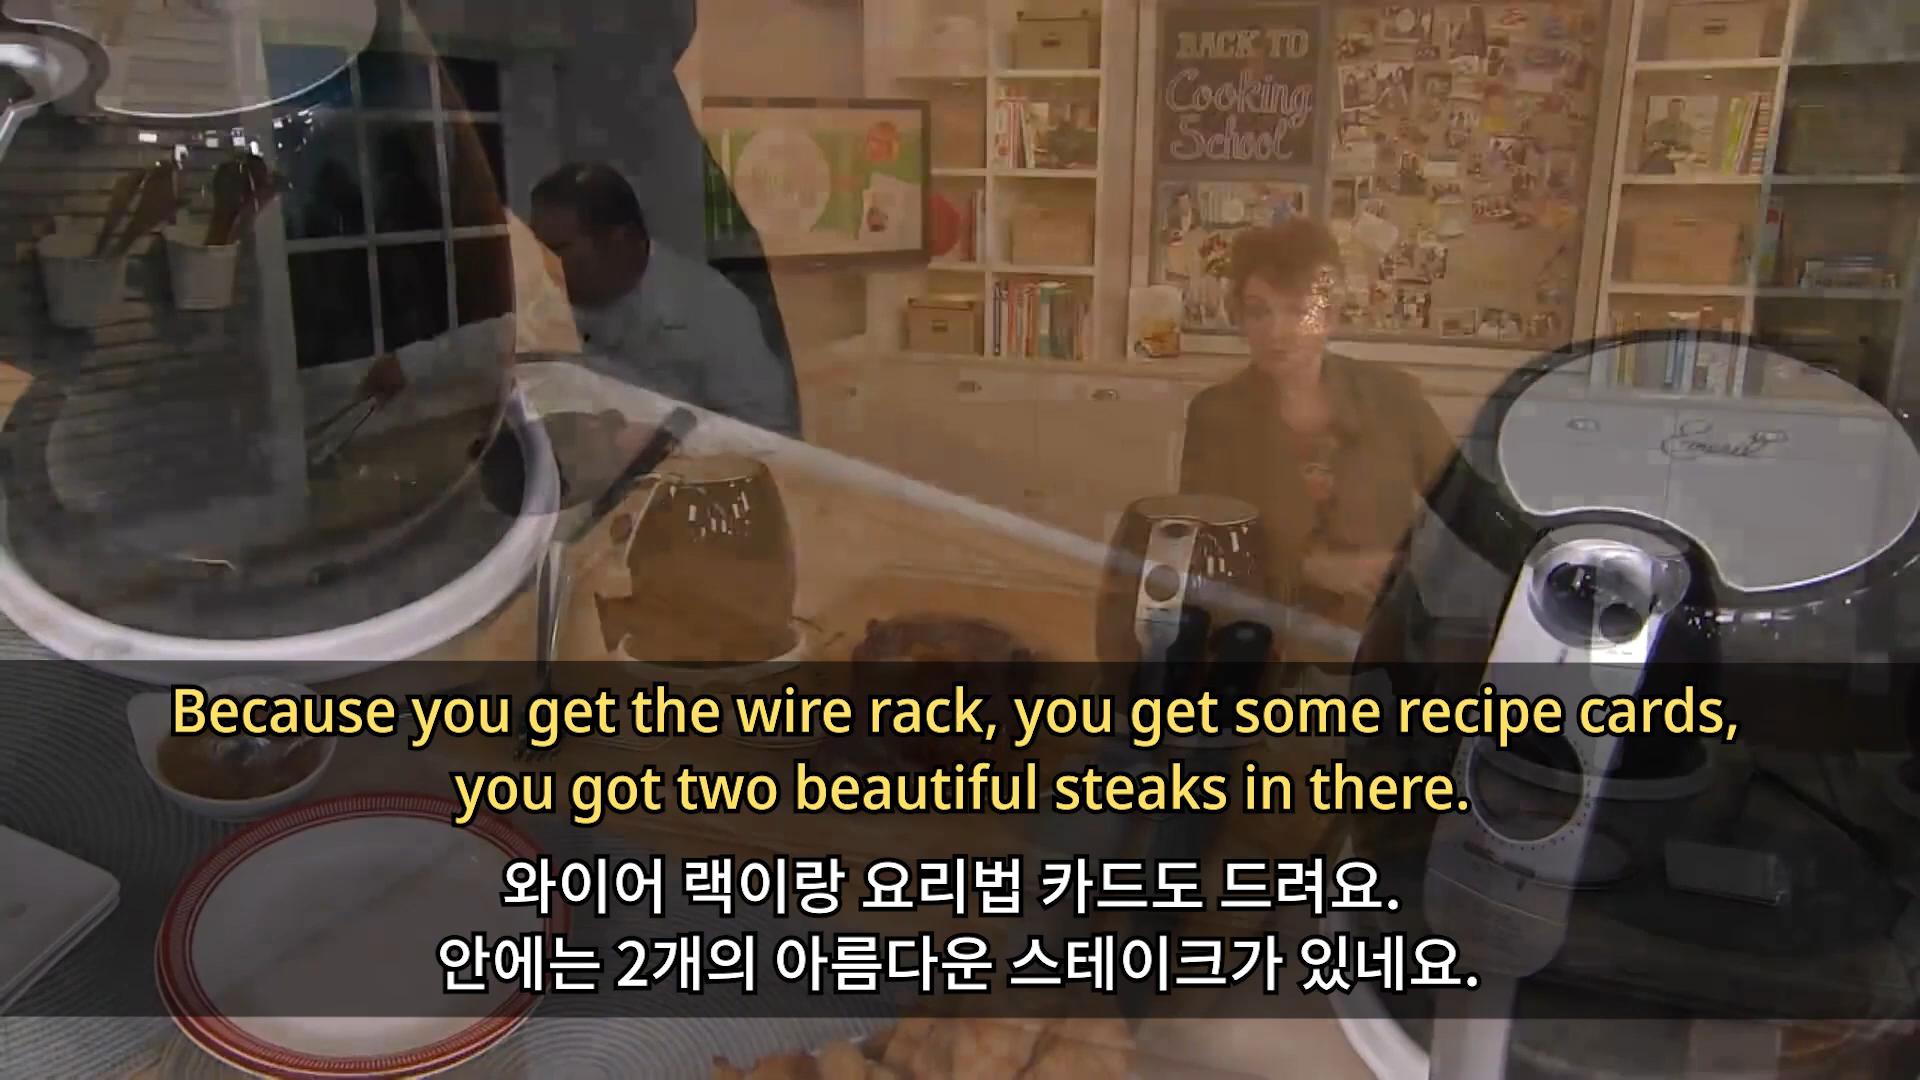 BACK TO
Cooking
School
Emeril
Because you get the wire rack, you get some recipe cards,
you got two beautiful steaks in there.
와이어 랙이랑 요리법 카드도 드려요.
안에는 2개의 아름다운 스테이크가 있네요.